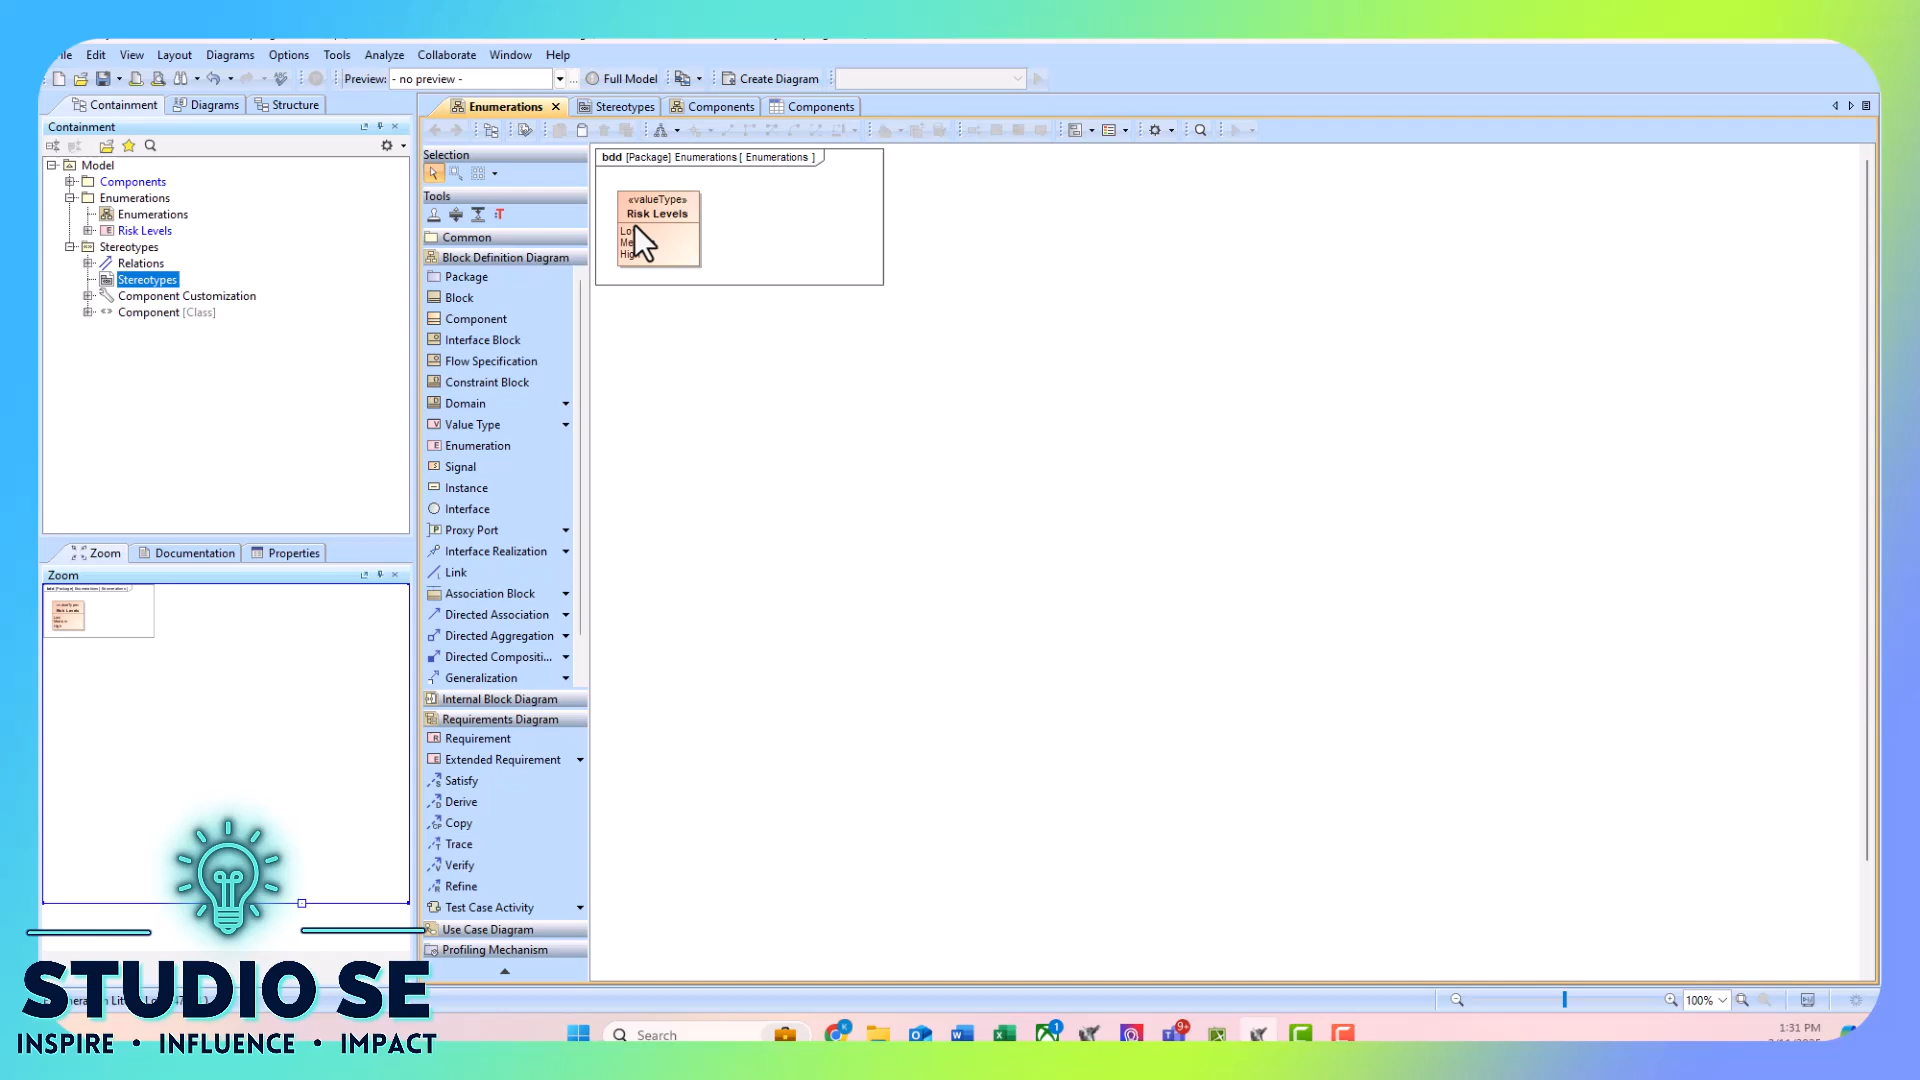 Edit View Layout Diagrams Options Tools Analyze Collaborate Window Help
Preview: - no preview - ... Full Model Create Diagram
Containment Diagrams Structure
Containment
Model
Components
Enumerations
Enumerations
Risk Levels
Stereotypes
Relations
Stereotypes
Component Customization
Component [Class]
Zoom Documentation Properties
Zoom
Enumerations Stereotypes Components Components
Selection
Tools
Common
Block Definition Diagram
Package
Block
Component
Interface Block
Flow Specification
Constraint Block
Domain
Value Type
Enumeration
Signal
Instance
Interface
Proxy Port
Interface Realization
Link
Association Block
Directed Association
Directed Aggregation
Directed Compositi...
Generalization
Internal Block Diagram
Requirements Diagram
Requirement
Extended Requirement
Satisfy
Derive
Copy
Trace
Verify
Refine
Test Case Activity
Use Case Diagram
Profiling Mechanism
bdd [Package] Enumerations [ Enumerations ]
«valueType»
Risk Levels
100%
Search
1:31 PM
STUDIO SE
INSPIRE • INFLUENCE • IMPACT